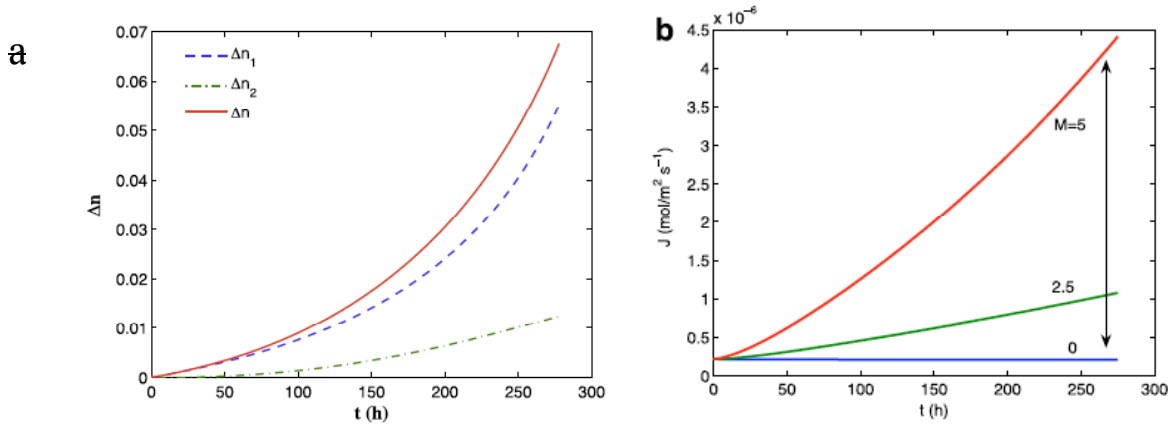 a
0.07
0.06
0.05
0.04
0.03
0.02
0.01
0
Δn
Δn₁
Δn₂
Δn
0 50 100 150 200 250 300
t (h)
b
x 10⁻⁶
4.5
4
3.5
3
2.5
2
1.5
1
0.5
0
J (mol/m² s⁻¹)
M=5
2.5
0
0 50 100 150 200 250 300
t (h)